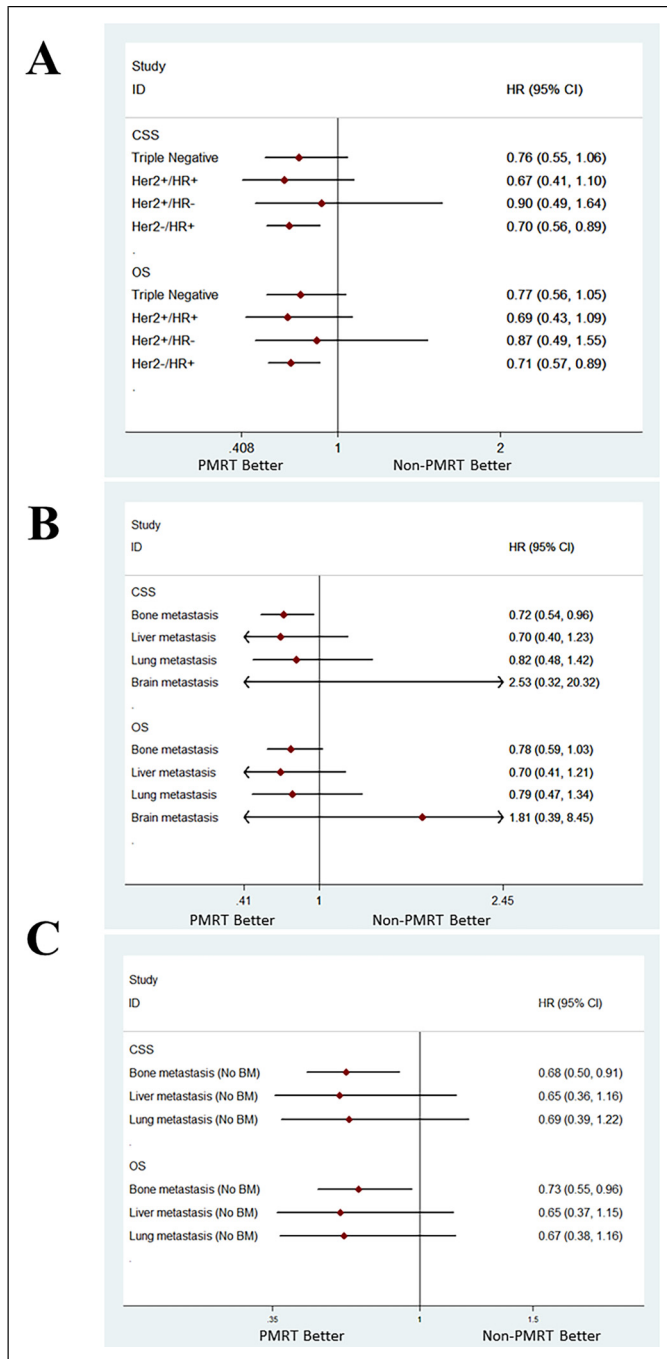 A
Study
ID HR (95% CI)
CSS
Triple Negative 0.76 (0.55, 1.06)
Her2+/HR+ 0.67 (0.41, 1.10)
Her2+/HR- 0.90 (0.49, 1.64)
Her2-/HR+ 0.70 (0.56, 0.89)
.
OS
Triple Negative 0.77 (0.56, 1.05)
Her2+/HR+ 0.69 (0.43, 1.09)
Her2+/HR- 0.87 (0.49, 1.55)
Her2-/HR+ 0.71 (0.57, 0.89)
.
.408 1 2
PMRT Better Non-PMRT Better
B
Study
ID HR (95% CI)
CSS
Bone metastasis 0.72 (0.54, 0.96)
Liver metastasis 0.70 (0.40, 1.23)
Lung metastasis 0.82 (0.48, 1.42)
Brain metastasis 2.53 (0.32, 20.32)
.
OS
Bone metastasis 0.78 (0.59, 1.03)
Liver metastasis 0.70 (0.41, 1.21)
Lung metastasis 0.79 (0.47, 1.34)
Brain metastasis 1.81 (0.39, 8.45)
.
.41 1 2.45
PMRT Better Non-PMRT Better
C
Study
ID HR (95% CI)
CSS
Bone metastasis (No BM) 0.68 (0.50, 0.91)
Liver metastasis (No BM) 0.65 (0.36, 1.16)
Lung metastasis (No BM) 0.69 (0.39, 1.22)
.
OS
Bone metastasis (No BM) 0.73 (0.55, 0.96)
Liver metastasis (No BM) 0.65 (0.37, 1.15)
Lung metastasis (No BM) 0.67 (0.38, 1.16)
.
.35 1 1.5
PMRT Better Non-PMRT Better